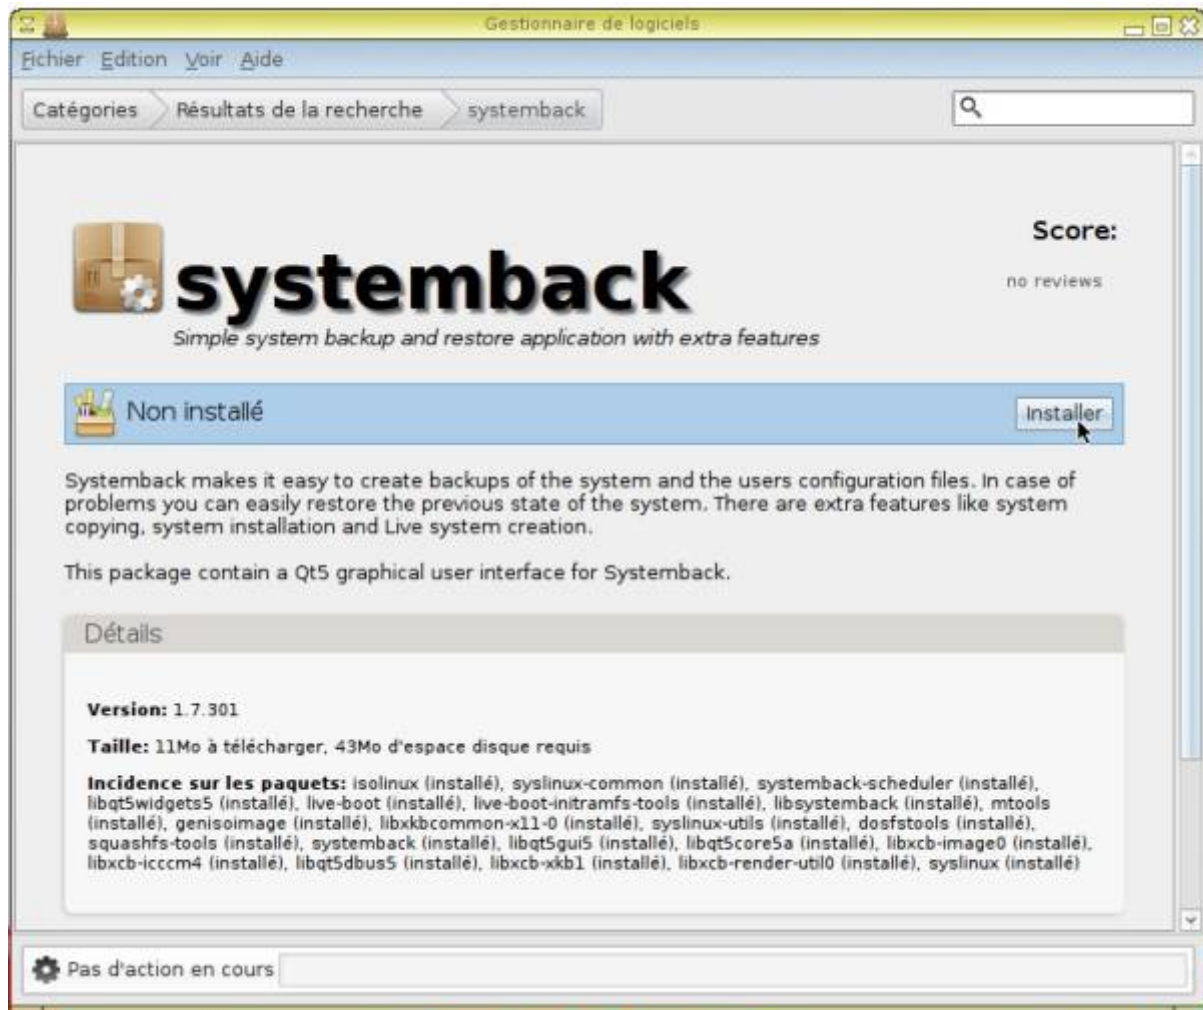 Gestionnaire de logiciels
Fichier Edition Voir Aide
Catégories Résultats de la recherche systemback
Score:
no reviews
systemback
Simple system backup and restore application with extra features
Non installé
Installer
Systemback makes it easy to create backups of the system and the users configuration files. In case of
problems you can easily restore the previous state of the system. There are extra features like system
copying, system installation and Live system creation.
This package contain a Qt5 graphical user interface for Systemback.
Détails
Version: 1.7.301
Taille: 11Mo à télécharger, 43Mo d'espace disque requis
Incidence sur les paquets: isolinux (installé), syslinux-common (installé), systemback-scheduler (installé),
libqt5widgets5 (installé), live-boot (installé), live-boot-initramfs-tools (installé), libsystemback (installé), mtools
(installé), genisoimage (installé), libxkbcommon-x11-0 (installé), syslinux-utils (installé), dosfstools (installé),
squashfs-tools (installé), systemback (installé), libqt5gui5 (installé), libqt5core5a (installé), libxcb-image0 (installé),
libxcb-icccm4 (installé), libqt5dbus5 (installé), libxcb-xkb1 (installé), libxcb-render-util0 (installé), syslinux (installé)
Pas d'action en cours